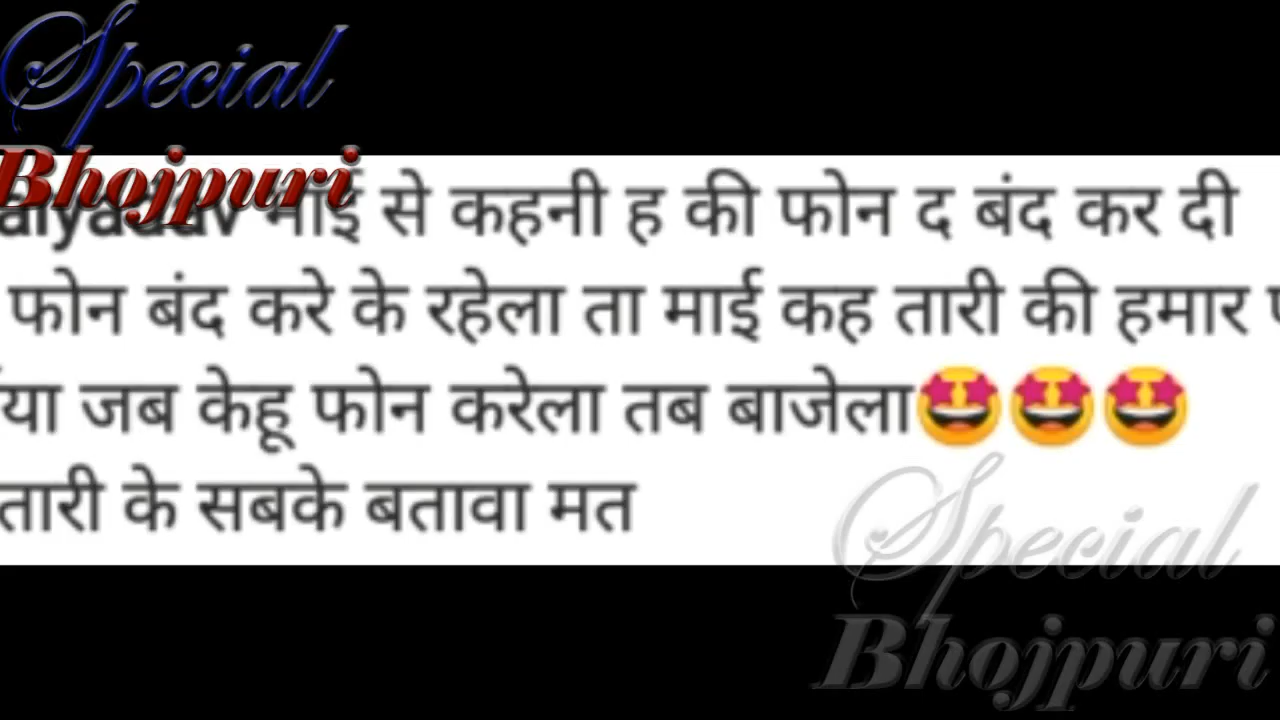 Special
Bhojpuri
माई से कहनी ह की फोन द बंद कर दी
फोन बंद करे के रहेला ता माई कह तारी की हमार
जब केहू फोन करेला तब बाजेला🤩🤩🤩
तारी के सबके बतावा मत
Special
Bhojpuri